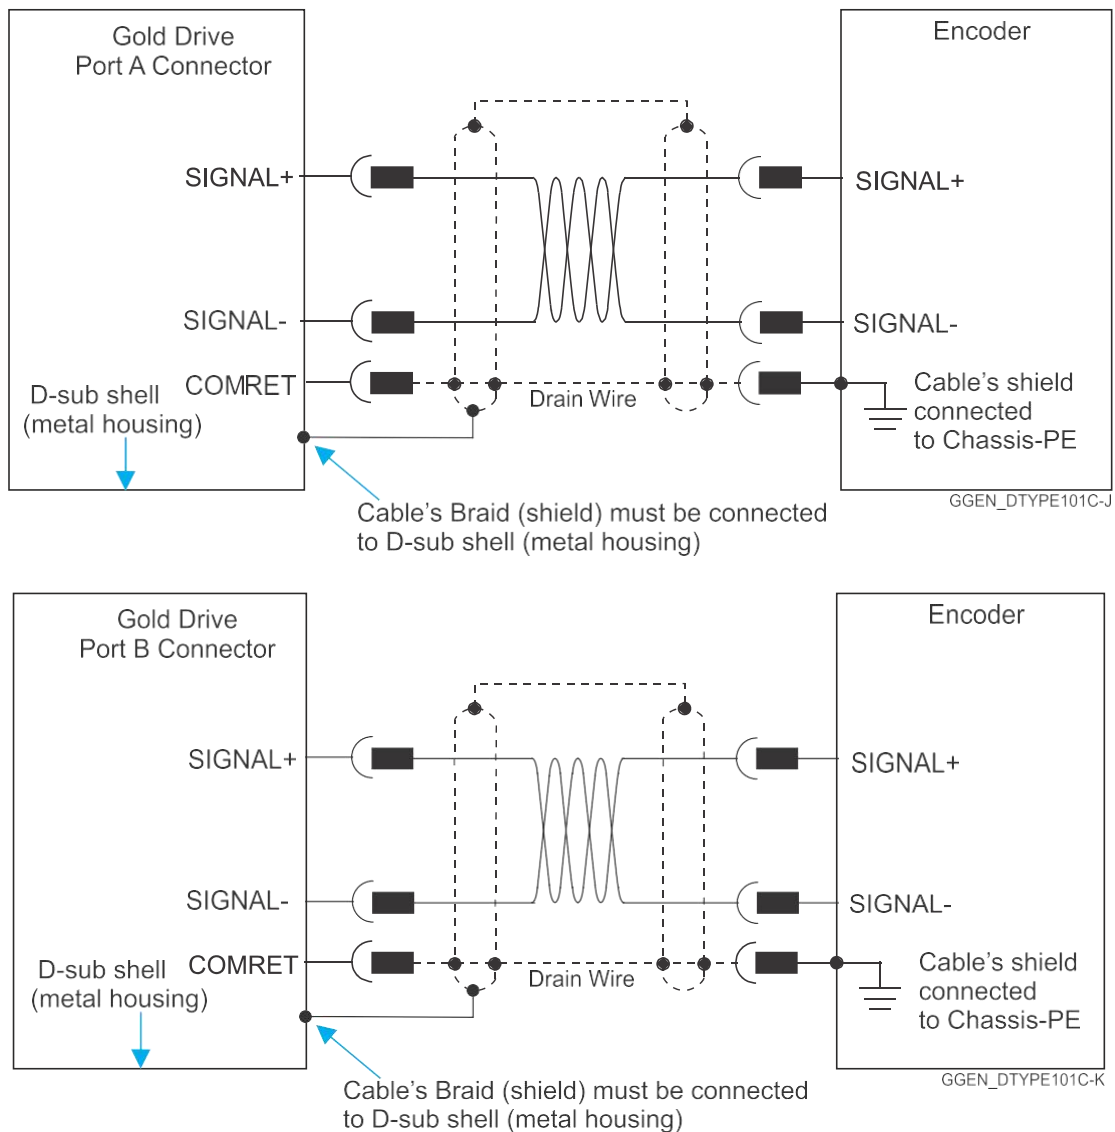 Gold Drive
Port A Connector
Encoder
SIGNAL+
SIGNAL+
SIGNAL-
SIGNAL-
COMRET
Drain Wire
D-sub shell
(metal housing)
Cable's shield
connected
to Chassis-PE
GGEN_DTYPE101C-J
Cable's Braid (shield) must be connected
to D-sub shell (metal housing)
Gold Drive
Port B Connector
Encoder
SIGNAL+
SIGNAL+
SIGNAL-
SIGNAL-
COMRET
Drain Wire
D-sub shell
(metal housing)
Cable's shield
connected
to Chassis-PE
GGEN_DTYPE101C-K
Cable's Braid (shield) must be connected
to D-sub shell (metal housing)